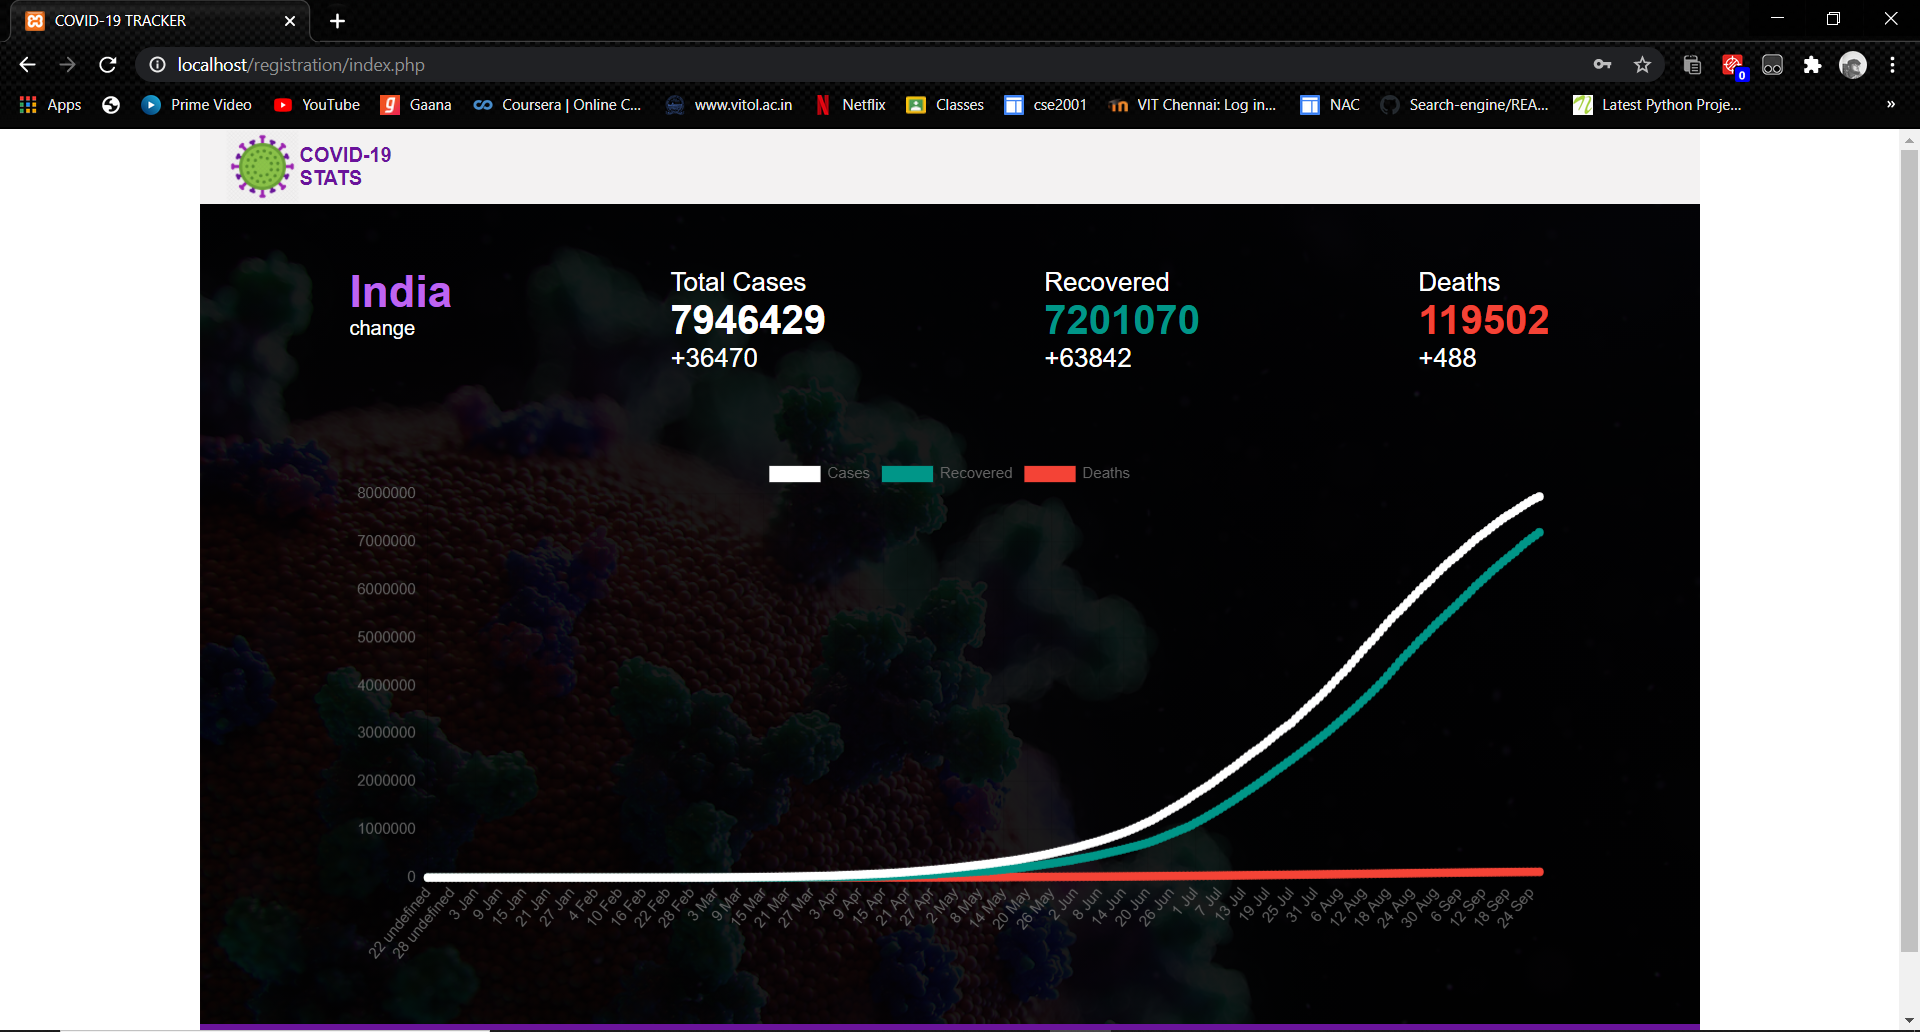 COVID-19 TRACKER
localhost/registration/index.php
0
Apps
Prime Video
YouTube
Gaana
Coursera | Online C...
www.vitol.ac.in
Netflix
Classes
cse2001
VIT Chennai: Log in...
NAC
Search-engine/REA...
Latest Python Proje...
»
COVID-19
STATS
India
change
Total Cases
7946429
+36470
Recovered
7201070
+63842
Deaths
119502
+488
Cases
Recovered
Deaths
8000000
7000000
6000000
5000000
4000000
3000000
2000000
1000000
0
22 undefined
28 undefined
3 Jan
9 Jan
15 Jan
21 Jan
27 Jan
4 Feb
10 Feb
16 Feb
22 Feb
28 Feb
3 Mar
9 Mar
15 Mar
21 Mar
27 Mar
3 Apr
9 Apr
15 Apr
21 Apr
27 Apr
2 May
8 May
14 May
20 May
26 May
2 Jun
8 Jun
14 Jun
20 Jun
26 Jun
1 Jul
7 Jul
13 Jul
19 Jul
25 Jul
31 Jul
6 Aug
12 Aug
18 Aug
24 Aug
30 Aug
6 Sep
12 Sep
18 Sep
24 Sep